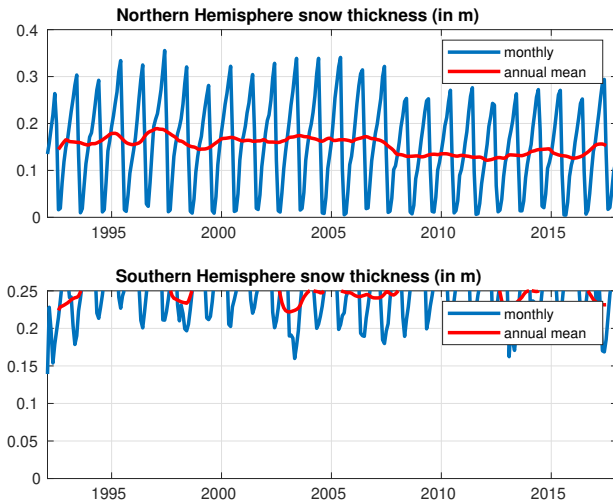 Northern Hemisphere snow thickness (in m)
0.4
monthly
annual mean
0.3
0.2
0.1
0
1995 2000 2005 2010 2015
Southern Hemisphere snow thickness (in m)
0.25
monthly
annual mean
0.2
0.15
0.1
0.05
0
1995 2000 2005 2010 2015